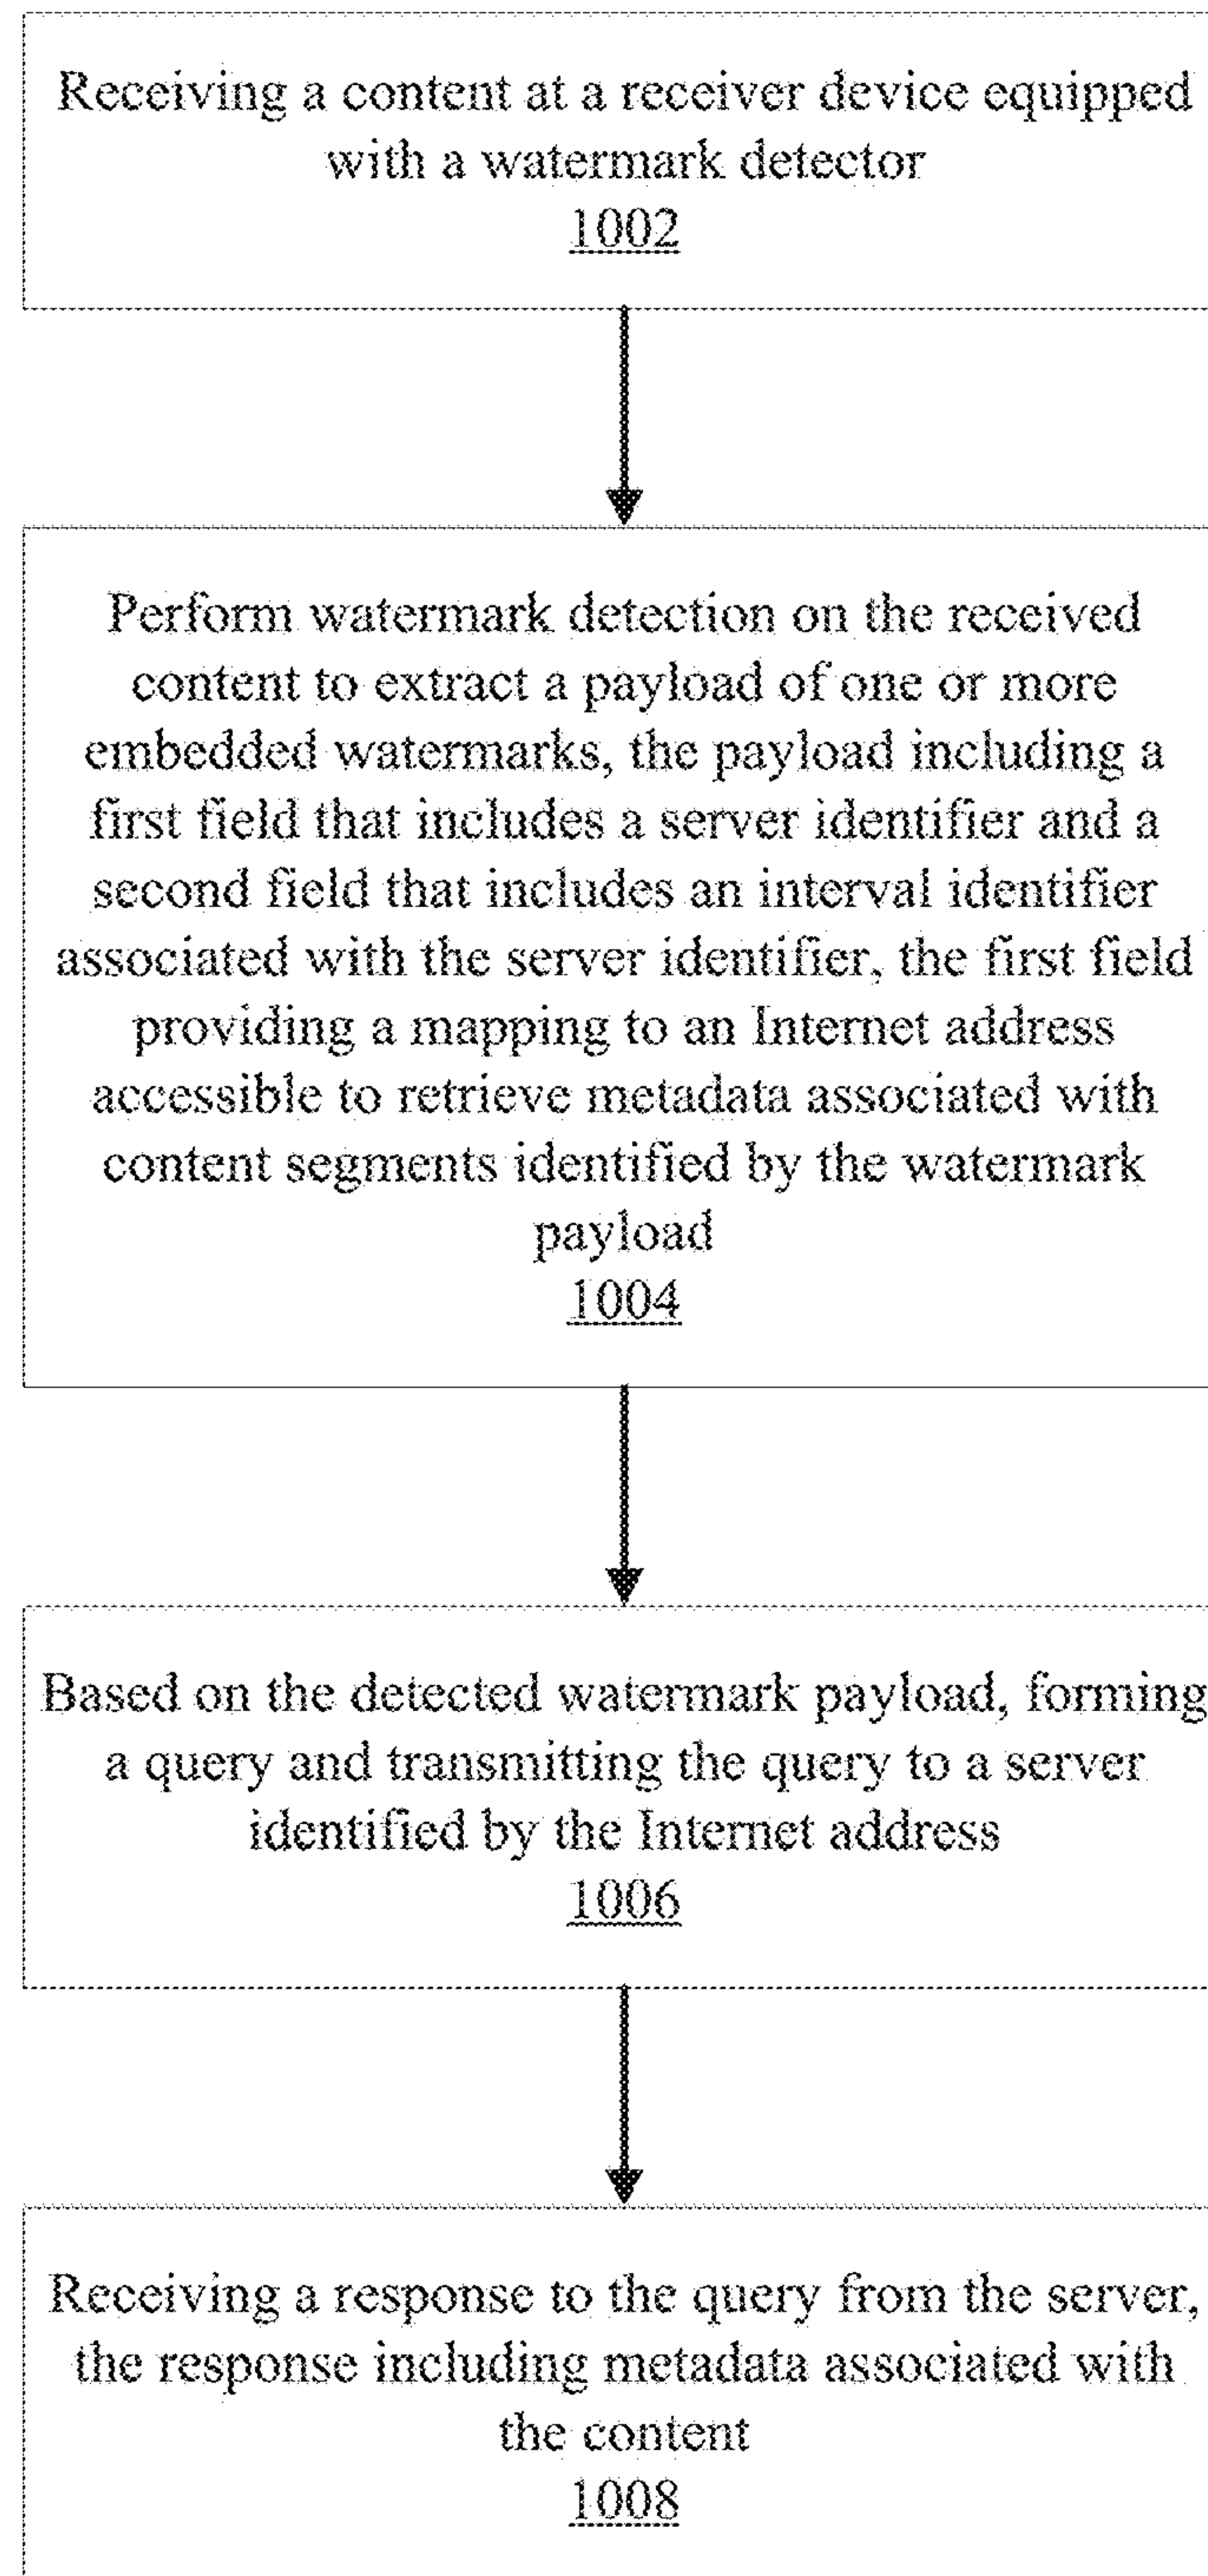 Receiving a content at a receiver device equipped
with a watermark detector
1002
Perform watermark detection on the received
content to extract a payload of one or more
embedded watermarks, the payload including a
first field that includes a server identifier and a
second field that includes an interval identifier
associated with the server identifier, the first field
providing a mapping to an Internet address
accessible to retrieve metadata associated with
content segments identified by the watermark
payload
1004
Based on the detected watermark payload, forming
a query and transmitting the query to a server
identified by the Internet address
1006
Receiving a response to the query from the server,
the response including metadata associated with
the content
1008